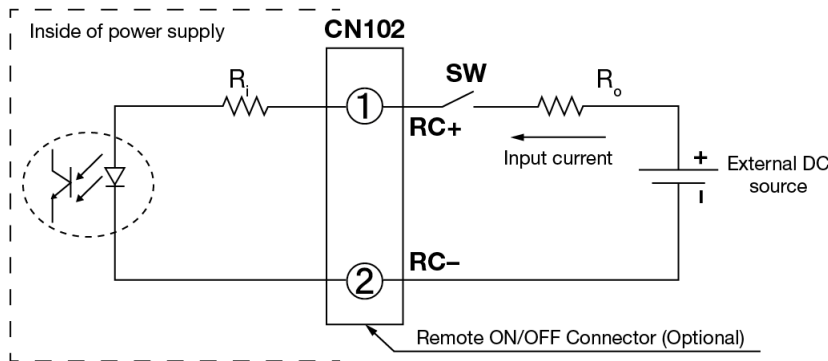 Inside of power supply
CN102
SW
Ri
Ro
1
RC+
Input current
+
External DC
source
2
RC−
Remote ON/OFF Connector (Optional)